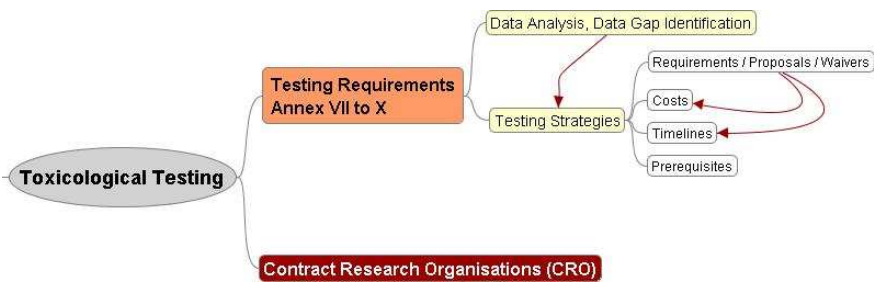 Data Analysis, Data Gap Identification
Requirements / Proposals / Waivers
Testing Requirements
Annex VII to X
Costs
Testing Strategies
Timelines
Prerequisites
Toxicological Testing
Contract Research Organisations (CRO)